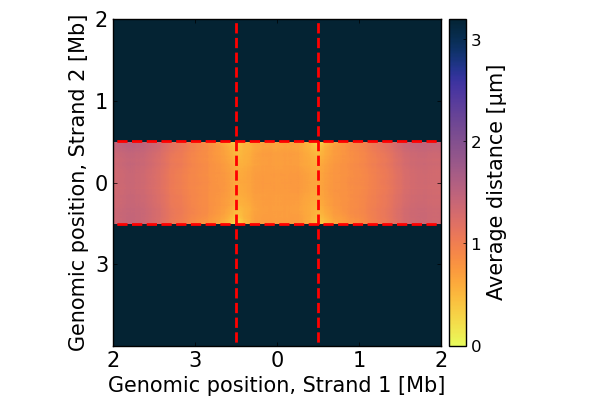 Genomic position, Strand 2 [Mb]
2
1
0
3
2 3 0 1 2
Genomic position, Strand 1 [Mb]
3
2
1
0
Average distance [μm]